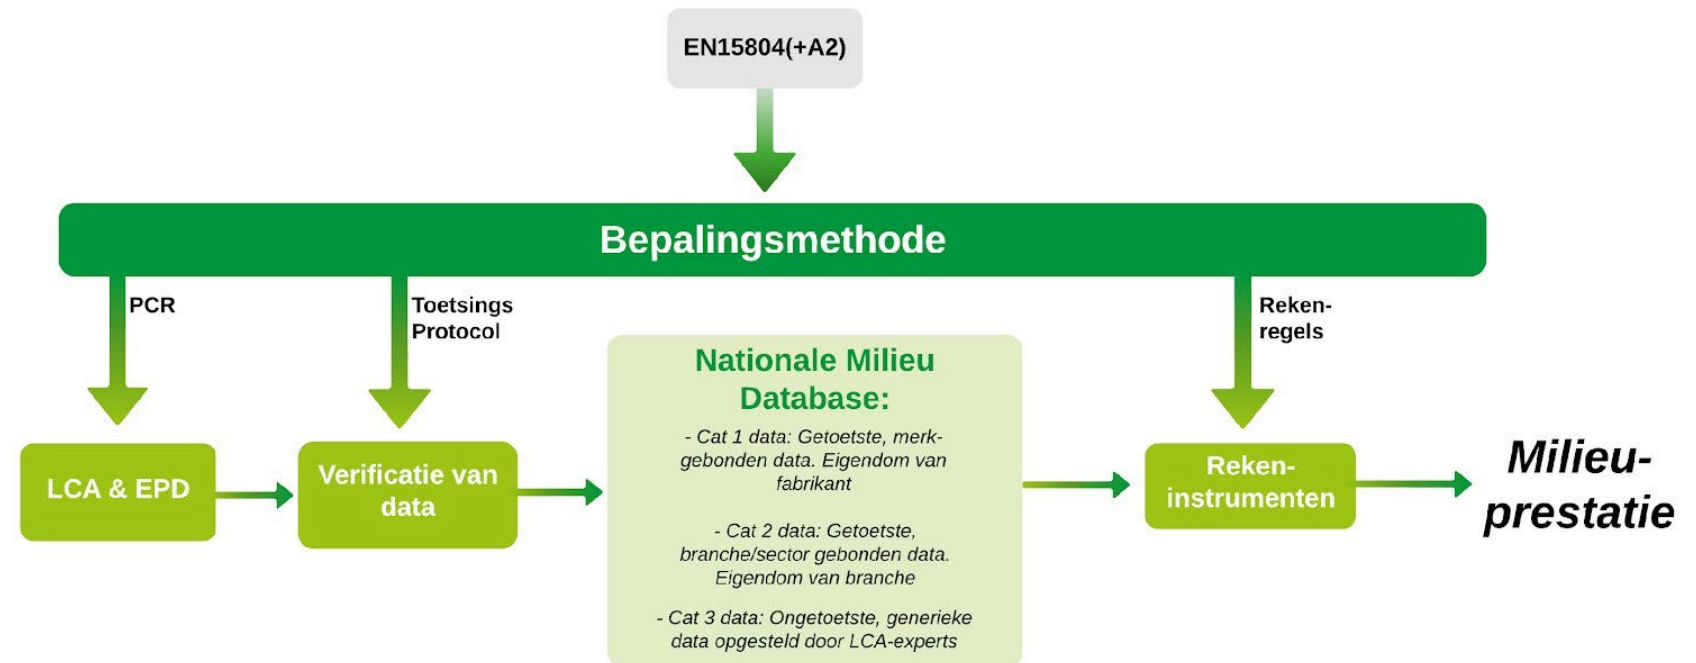 EN15804(+A2)
Bepalingsmethode
PCR
Toetsings
Protocol
Reken-
regels
LCA & EPD
Verificatie van
data
Nationale Milieu
Database:
- Cat 1 data: Getoetste, merk-
gebonden data. Eigendom van
fabrikant
- Cat 2 data: Getoetste,
branche/sector gebonden data.
Eigendom van branche
- Cat 3 data: Ongetoetste, generieke
data opgesteld door LCA-experts
Reken-
instrumenten
Milieu-
prestatie